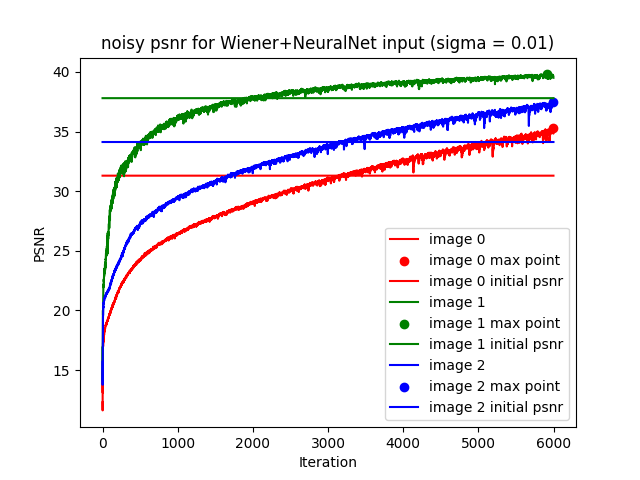 noisy psnr for Wiener+NeuralNet input (sigma = 0.01)
40
35
30
25
20
15
PSNR
image 0
image 0 max point
image 0 initial psnr
image 1
image 1 max point
image 1 initial psnr
image 2
image 2 max point
image 2 initial psnr
0
1000
2000
3000
4000
5000
6000
Iteration